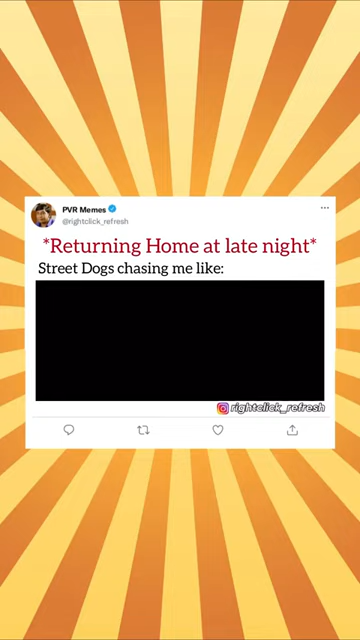 PVR Memes
@rightclick_refresh
*Returning Home at late night*
Street Dogs chasing me like:
rightclick_refresh